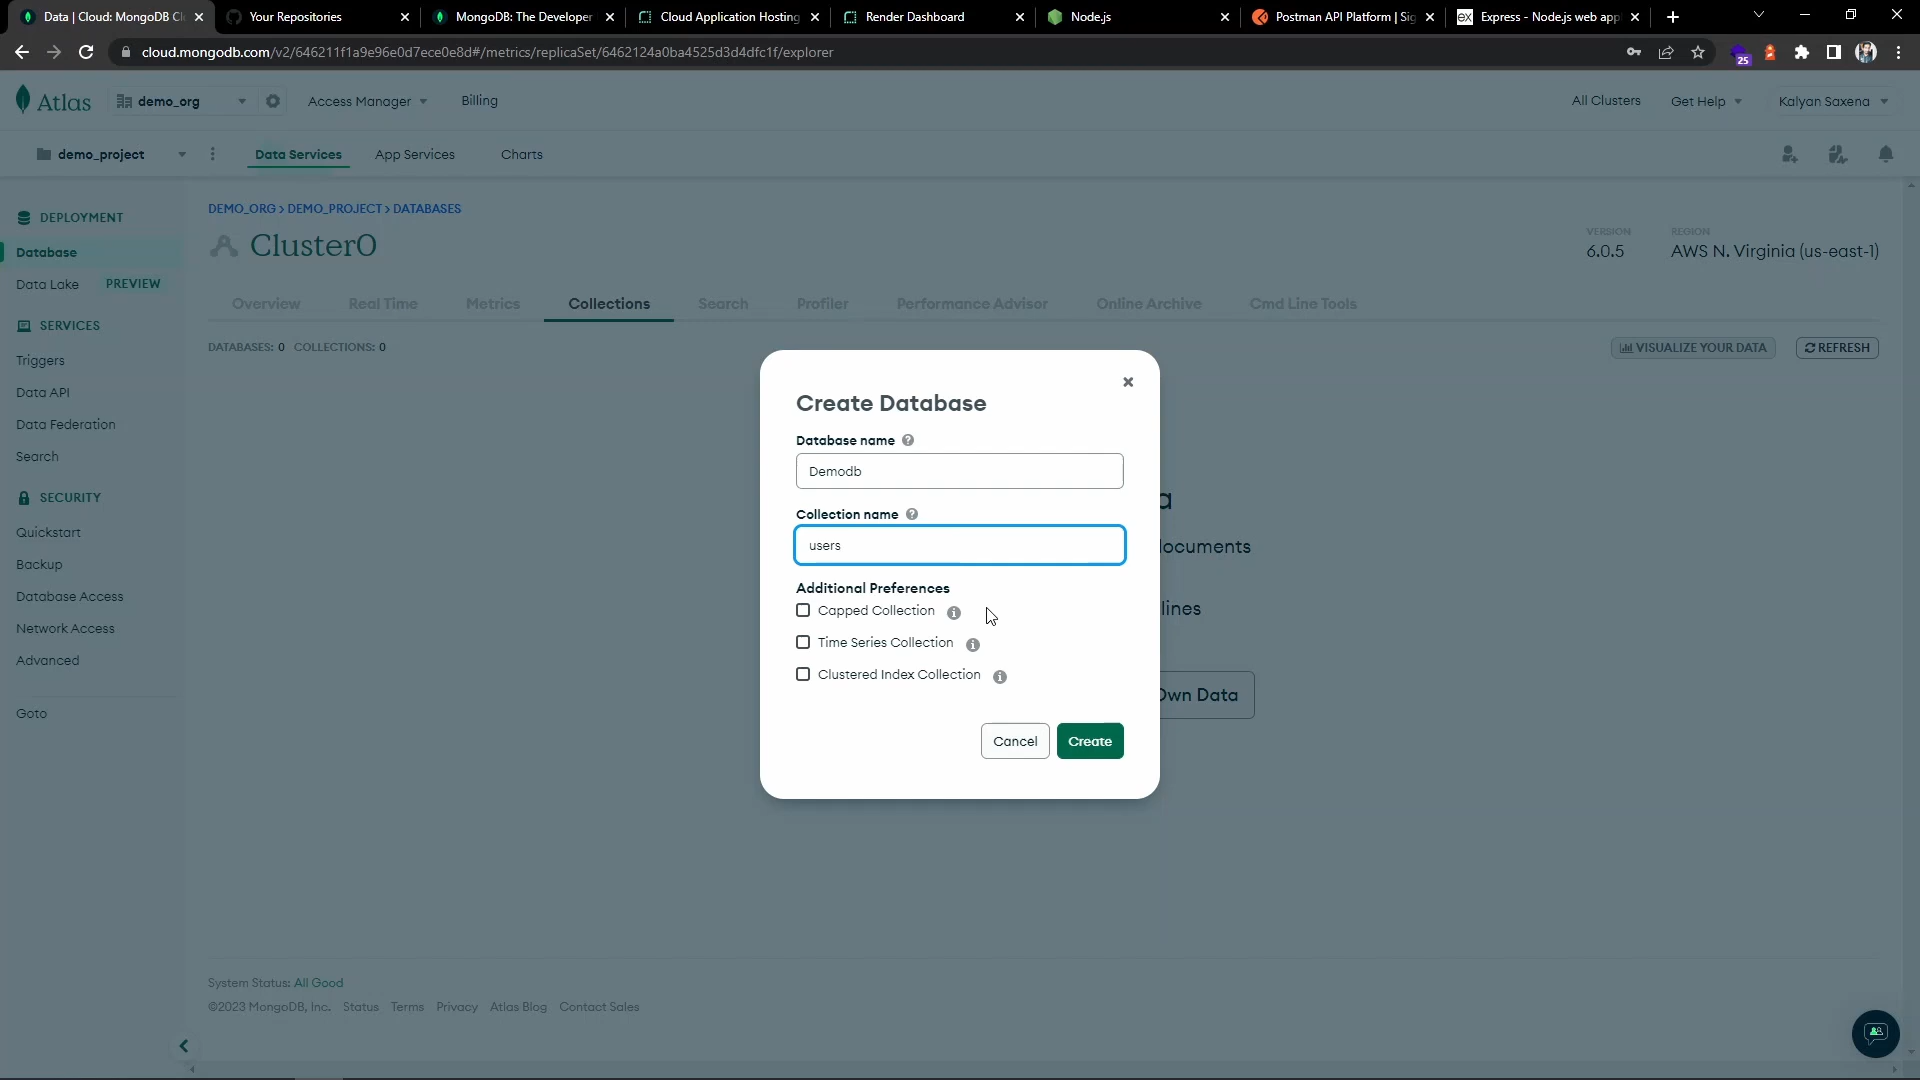 Data | Cloud: MongoDB Cl
Your Repositories
MongoDB: The Developer
Cloud Application Hosting
Render Dashboard
Node.js
Postman API Platform | Sig
ex
Express - Node.js web app
cloud.mongodb.com/v2/646211f1a9e96e0d7ece0e8d#/metrics/replicaSet/6462124a0ba4525d3d4dfc1f/explorer
25
Atlas
demo_org
Access Manager
Billing
All Clusters
Get Help
Kalyan Saxena
demo_project
Data Services
App Services
Charts
DEPLOYMENT
Database
Data Lake
PREVIEW
SERVICES
Triggers
Data API
Data Federation
Search
SECURITY
Quickstart
Backup
Database Access
Network Access
Advanced
Goto
DEMO_ORG > DEMO_PROJECT > DATABASES
Cluster0
VERSION
6.0.5
REGION
AWS N. Virginia (us-east-1)
Overview
Real Time
Metrics
Collections
Search
Profiler
Performance Advisor
Online Archive
Cmd Line Tools
DATABASES: 0 COLLECTIONS: 0
VISUALIZE YOUR DATA
REFRESH
Create Database
Database name
Demodb
Collection name
users
Additional Preferences
Capped Collection
Time Series Collection
Clustered Index Collection
Cancel
Create
a
documents
lines
Own Data
System Status: All Good
©2023 MongoDB, Inc. Status Terms Privacy Atlas Blog Contact Sales